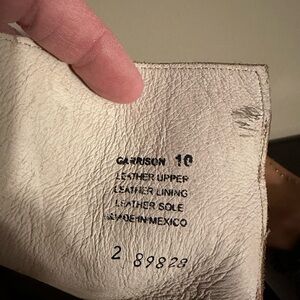 GARRISON 10
LEATHER UPPER
LEATHER LINING
LEATHER SOLE
MADE IN MEXICO
2 89828